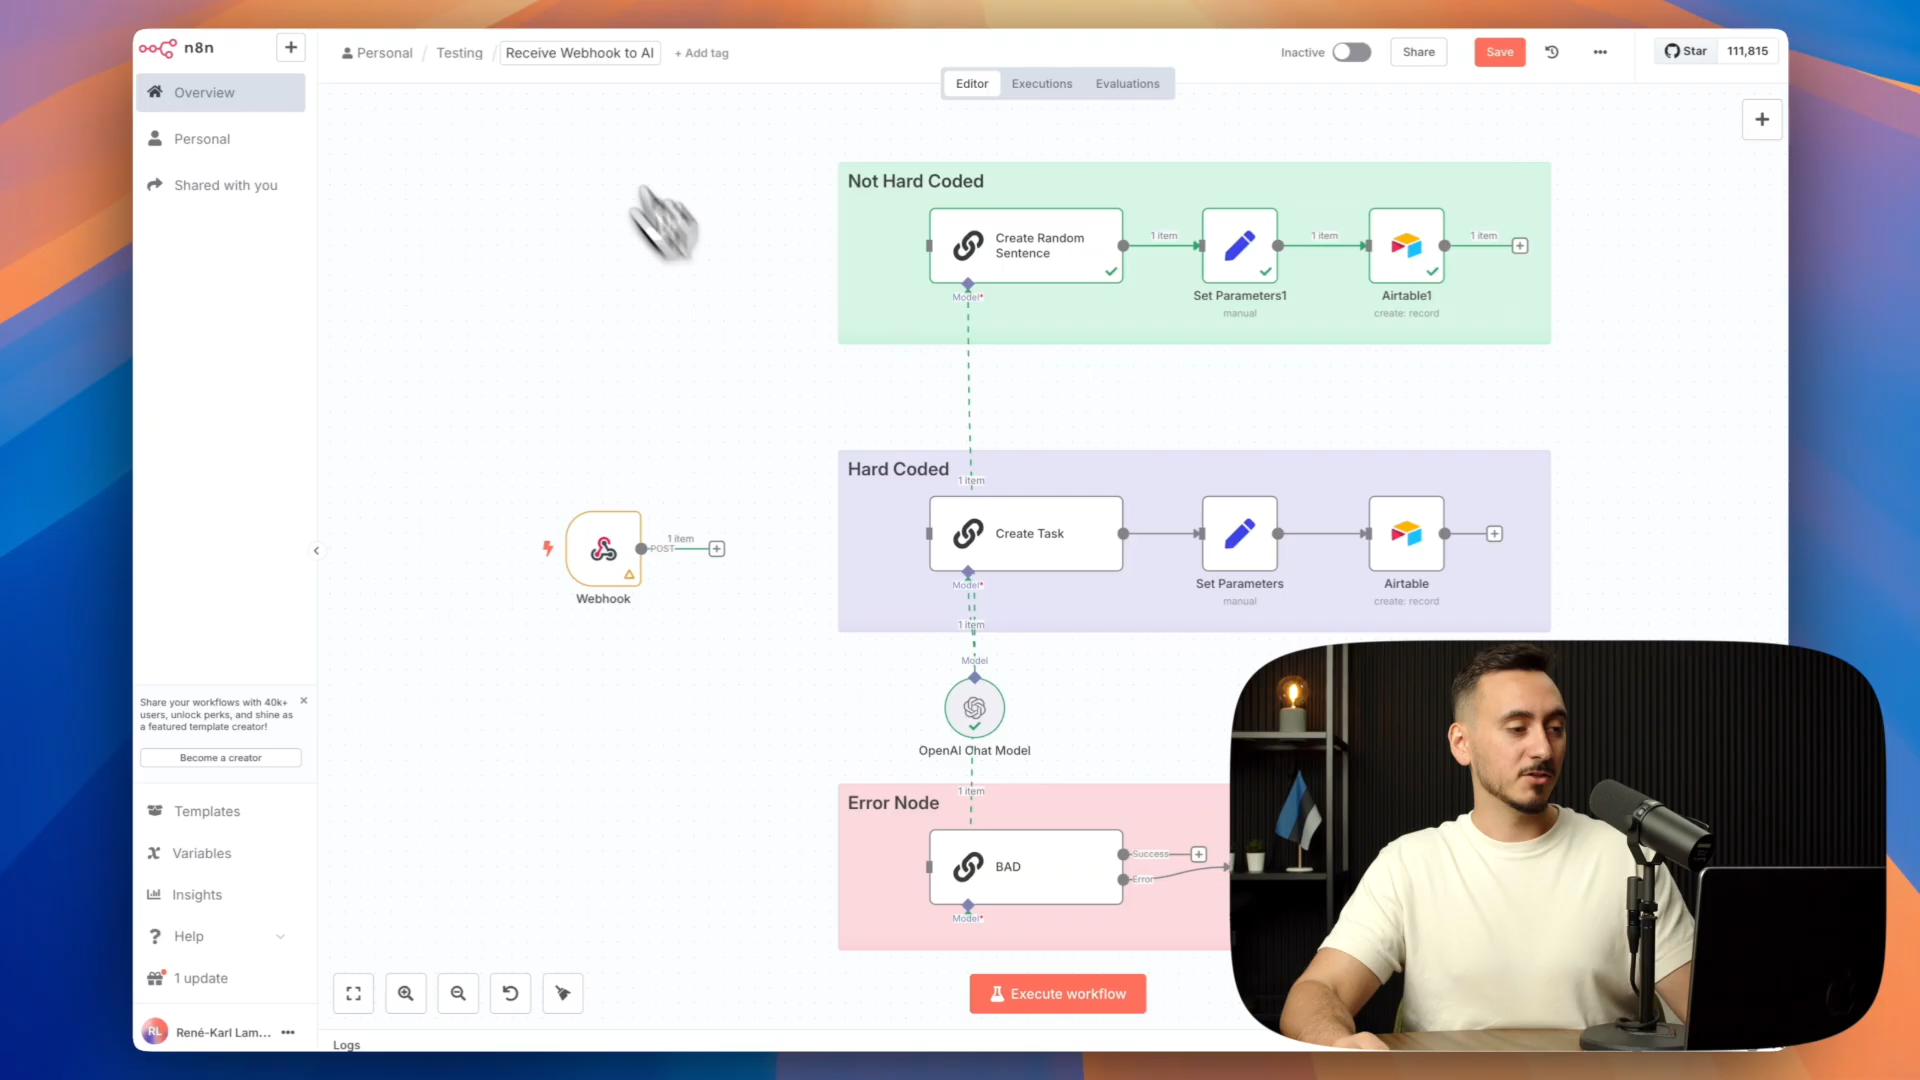 n8n
Personal / Testing / Receive Webhook to AI + Add tag
Inactive
Share
Save
Star 111,815
Editor Executions Evaluations
Overview
Personal
Shared with you
Not Hard Coded
Create Random
Sentence
Model*
1 item
1 item
1 item
Set Parameters1
manual
Airtable1
create: record
Hard Coded
1 item
Create Task
Model*
1 item
Set Parameters
manual
Airtable
create: record
POST
1 item
Webhook
Model
OpenAI Chat Model
1 item
Error Node
BAD
Success
Error
Model*
Share your workflows with 40k+
users, unlock perks, and shine as
a featured template creator!
Become a creator
Templates
Variables
Insights
Help
1 update
RL René-Karl Lam...
Execute workflow
Logs